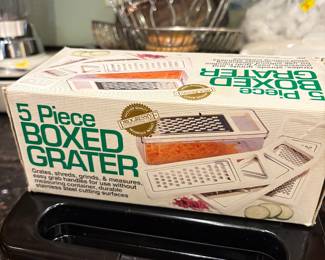 5 Piece
BOXED
GRATER
Grates, shreds, grinds, & measures,
easy grab handles for use without
measuring container, durable
stainless steel cutting surfaces
PROGRESSIVE
5 Piece
BOXED
GRATER